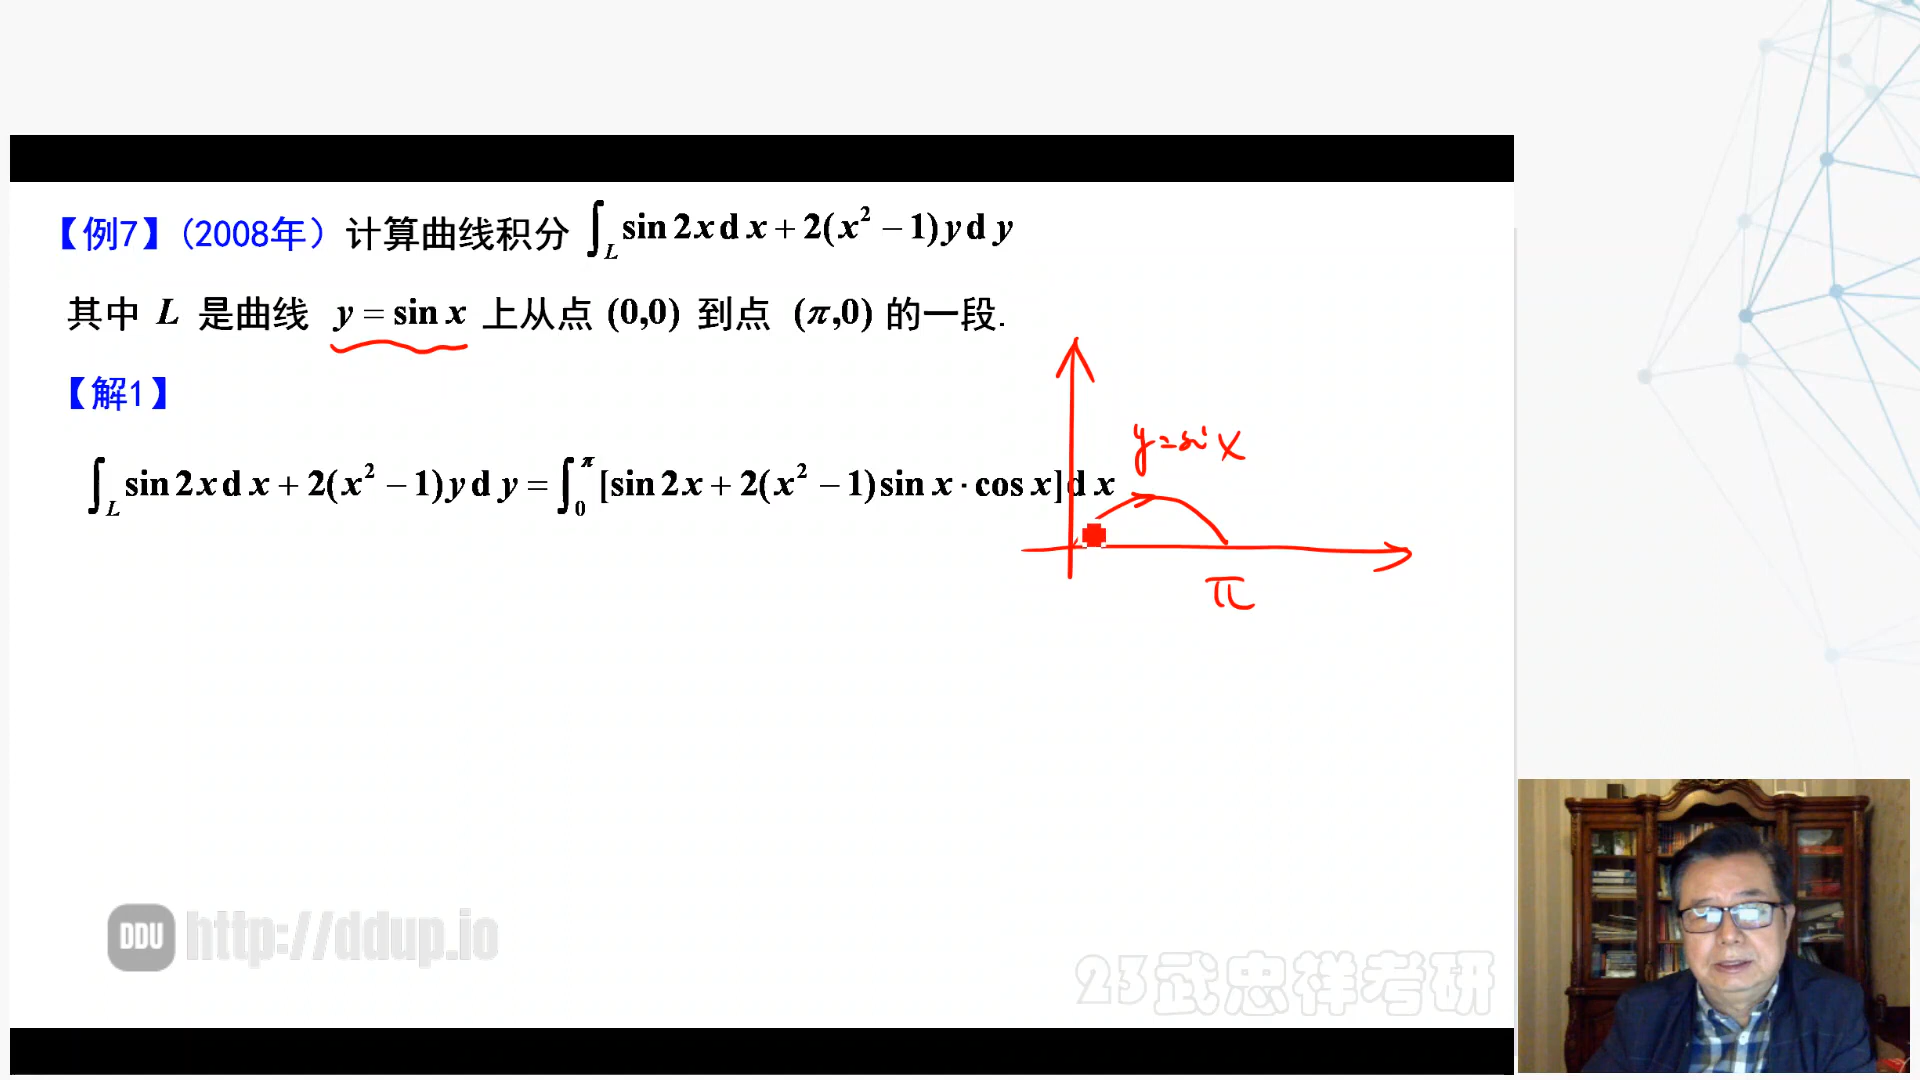 【例7】(2008年) 计算曲线积分 ∫_L sin 2x d x + 2(x² − 1) y d y
其中 L 是曲线 y = sin x 上从点 (0,0) 到点 (π,0) 的一段.
【解1】
y=sin x
∫_L sin 2x d x + 2(x² − 1) y d y = ∫_0^π [sin 2x + 2(x² − 1) sin x · cos x] d x
π
DDU http://ddup.io
23武忠祥考研